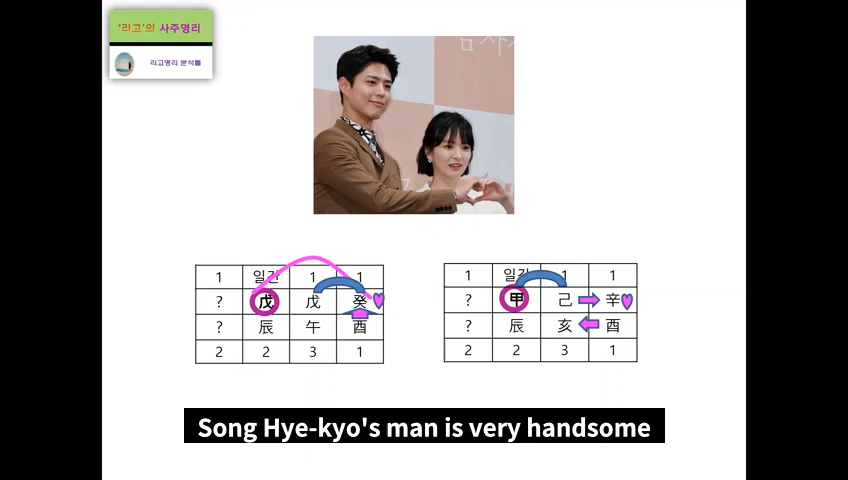 '리고'의 사주명리
리고명리 분석틀
1 일간 1 1
? 戊 戊 癸
? 辰 午 酉
2 2 3 1
1 일간 1 1
? 甲 己 辛
? 辰 亥 酉
2 2 3 1
Song Hye-kyo's man is very handsome